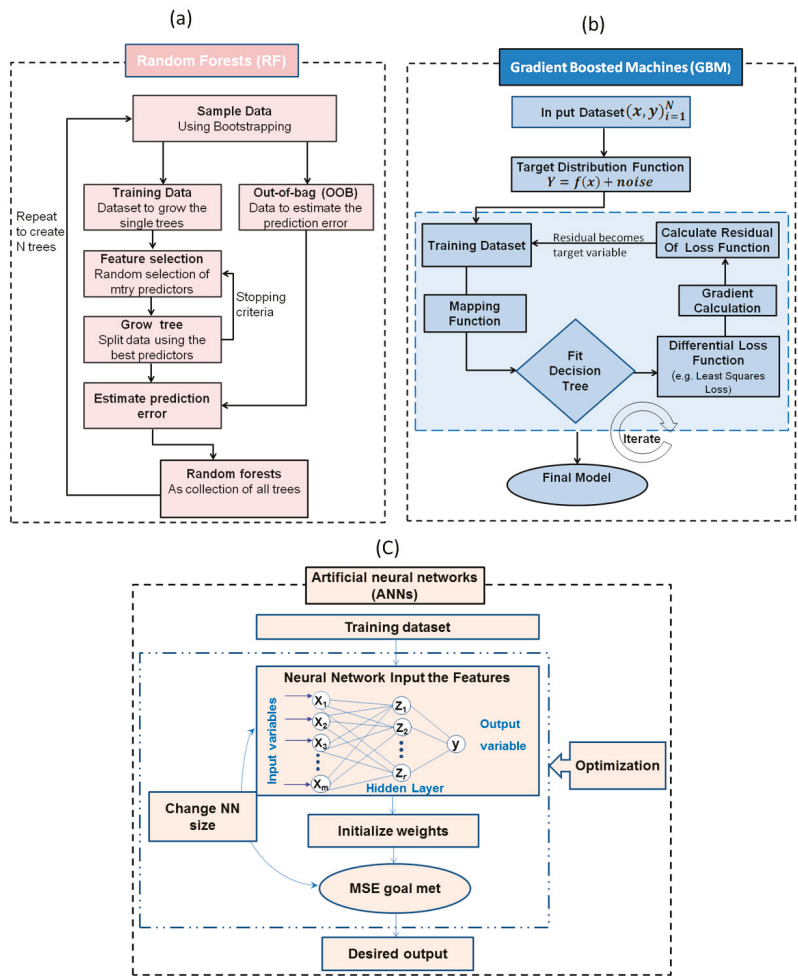 (a)
Random Forests (RF)
Sample Data
Using Bootstrapping
Training Data
Dataset to grow the
single trees
Out-of-bag (OOB)
Data to estimate the
prediction error
Repeat
to create
N trees
Feature selection
Random selection of
mtry predictors
Stopping
criteria
Grow tree
Split data using the
best predictors
Estimate prediction
error
Random forests
As collection of all trees
(b)
Gradient Boosted Machines (GBM)
In put Dataset (x, y)_{i=1}^{N}
Target Distribution Function
Y = f(x) + noise
Training Dataset
Residual becomes
target variable
Calculate Residual
Of Loss Function
Mapping
Function
Gradient
Calculation
Fit
Decision
Tree
Differential Loss
Function
(e.g. Least Squares
Loss)
Iterate
Final Model
(C)
Artificial neural networks
(ANNs)
Training dataset
Neural Network Input the Features
Input variables
X₁
X₂
X₃
Xₘ
Z₁
Z₂
Zᵣ
y
Output
variable
Hidden Layer
Optimization
Change NN
size
Initialize weights
MSE goal met
Desired output